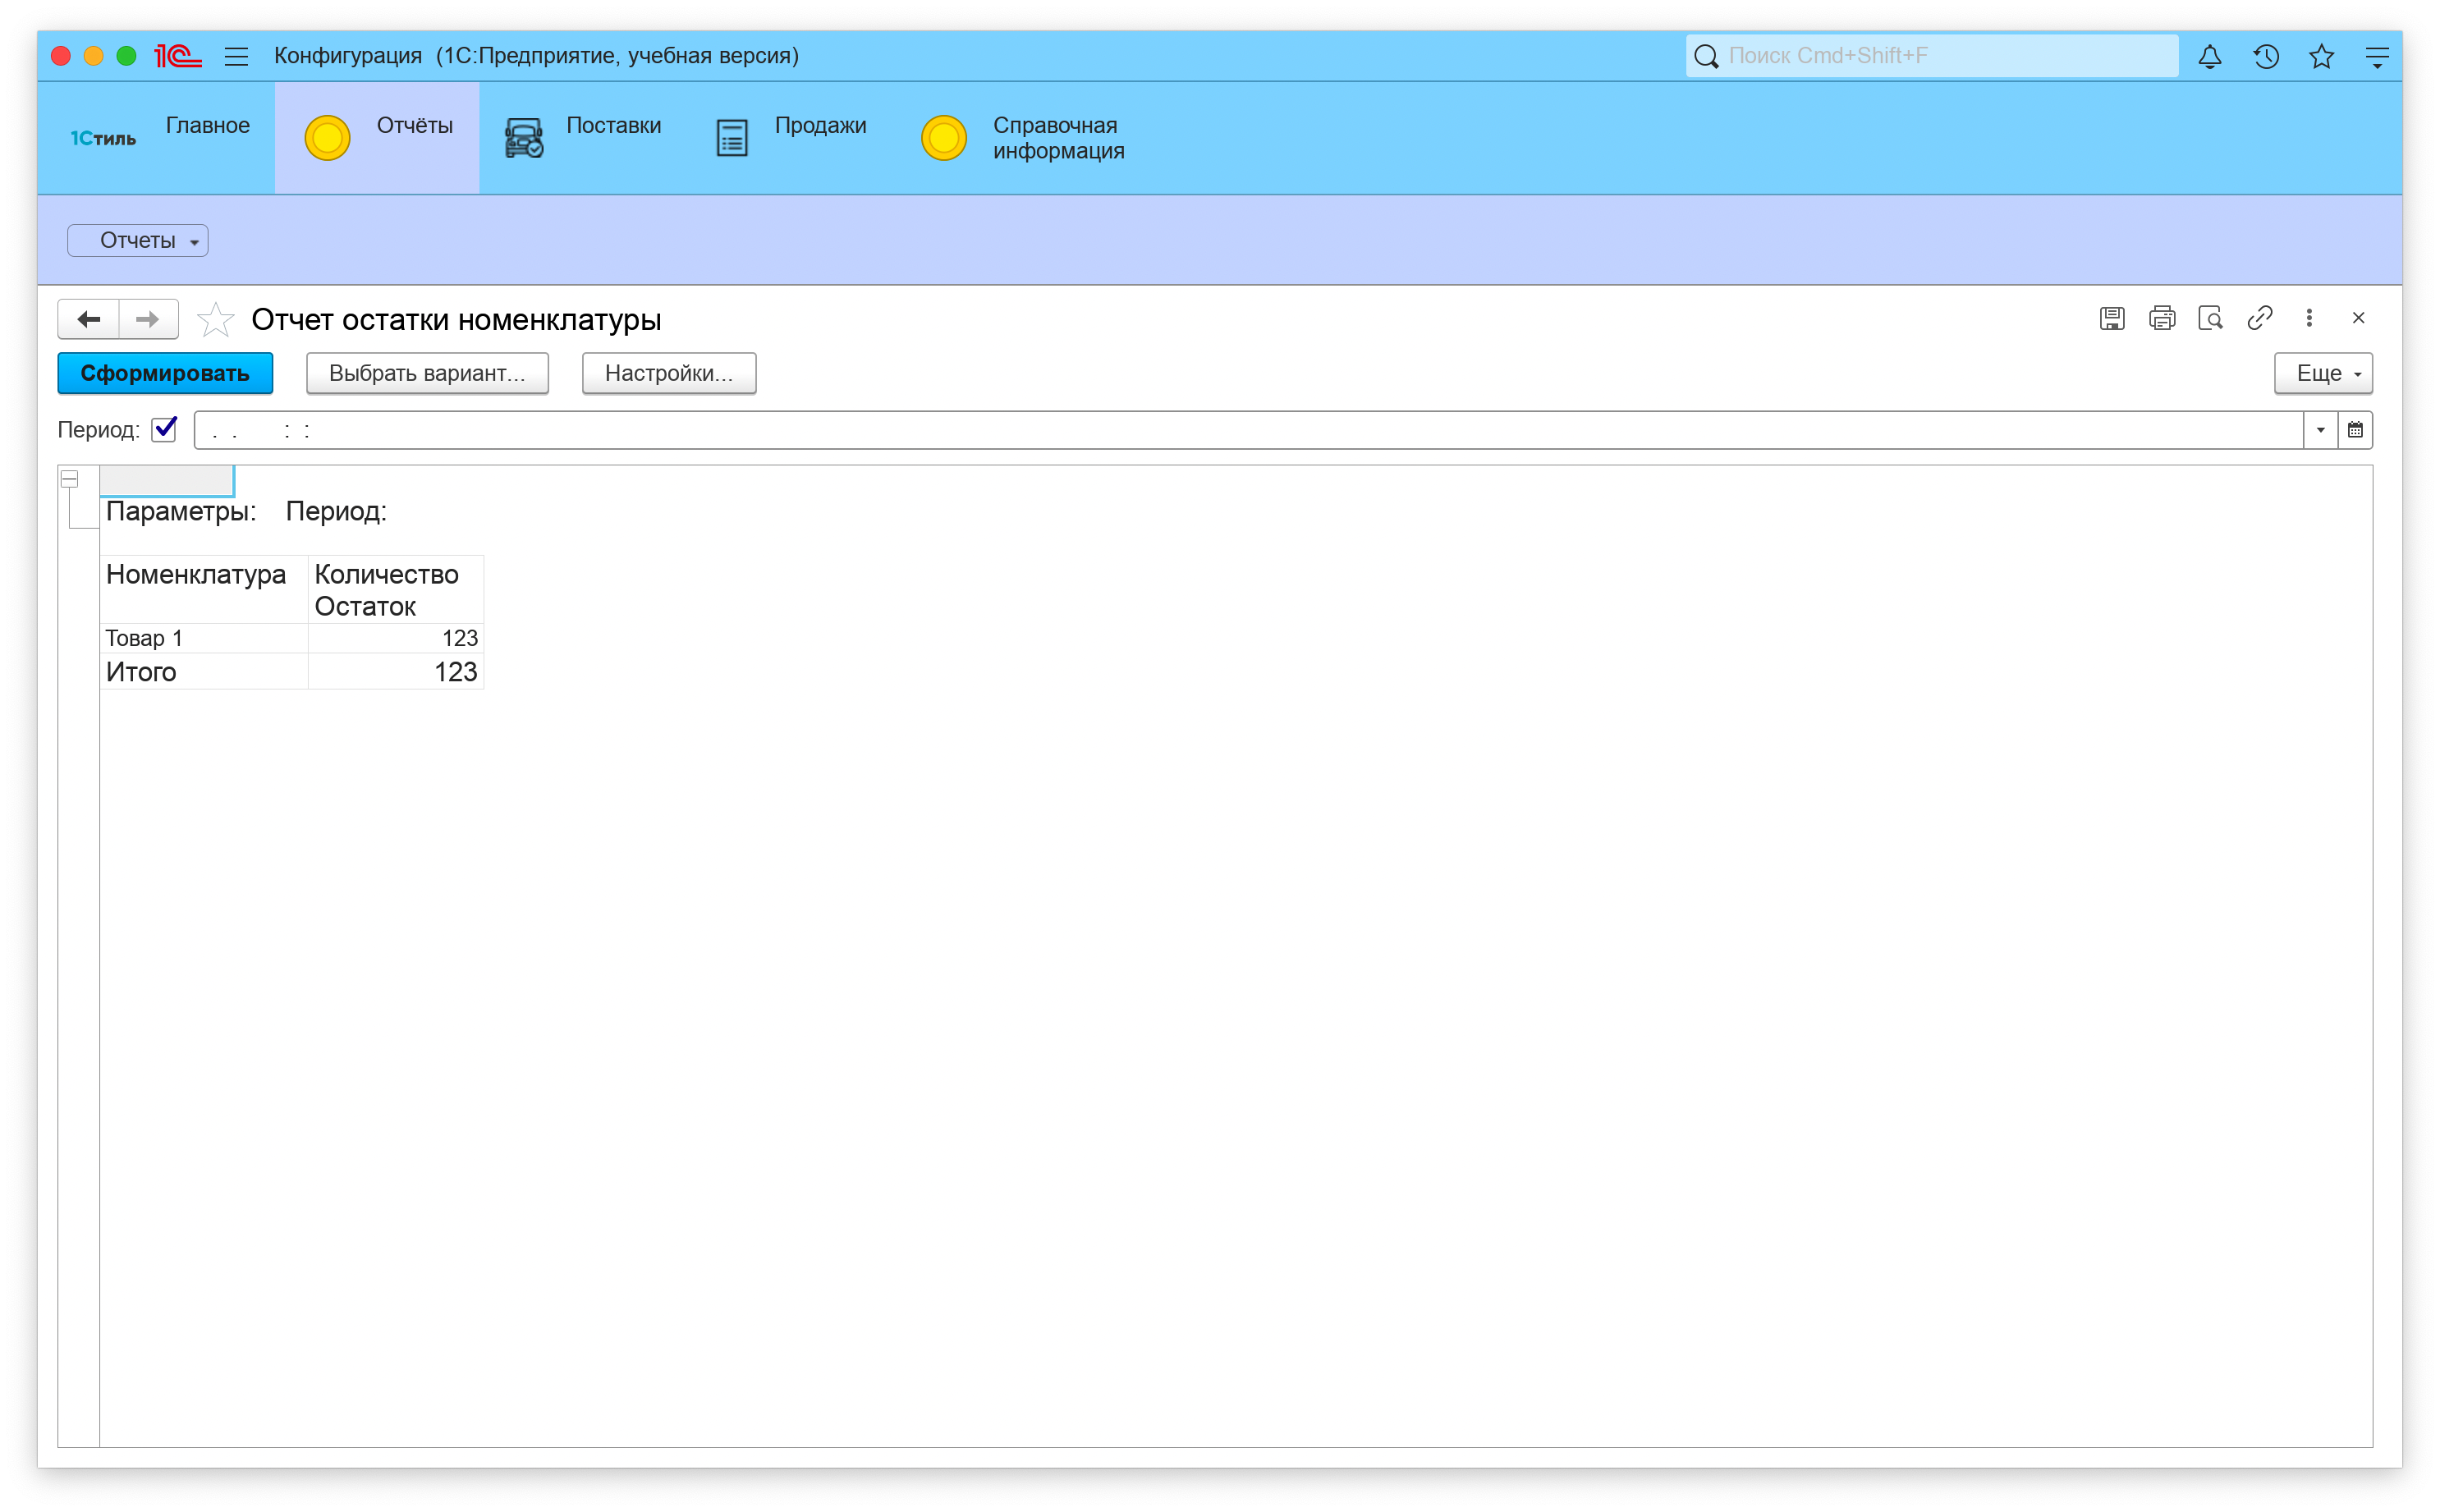 1С Конфигурация (1С:Предприятие, учебная версия) Поиск Cmd+Shift+F
1Стиль Главное Отчёты Поставки Продажи Справочная
информация
Отчеты
Отчет остатки номенклатуры
Сформировать Выбрать вариант... Настройки... Еще
Период: . . : :
Параметры: Период:
Номенклатура Количество
Остаток
Товар 1 123
Итого 123